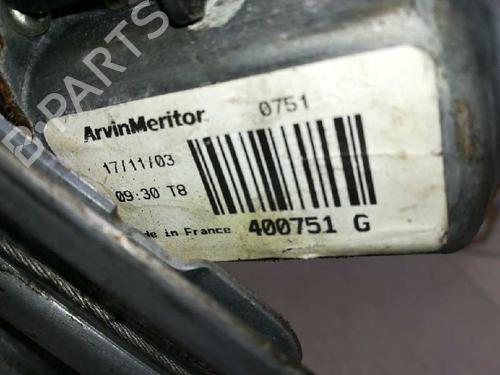 B-PARTS
ArvinMeritor 0751
17/11/03
09:30 T8
de in France 400751 G